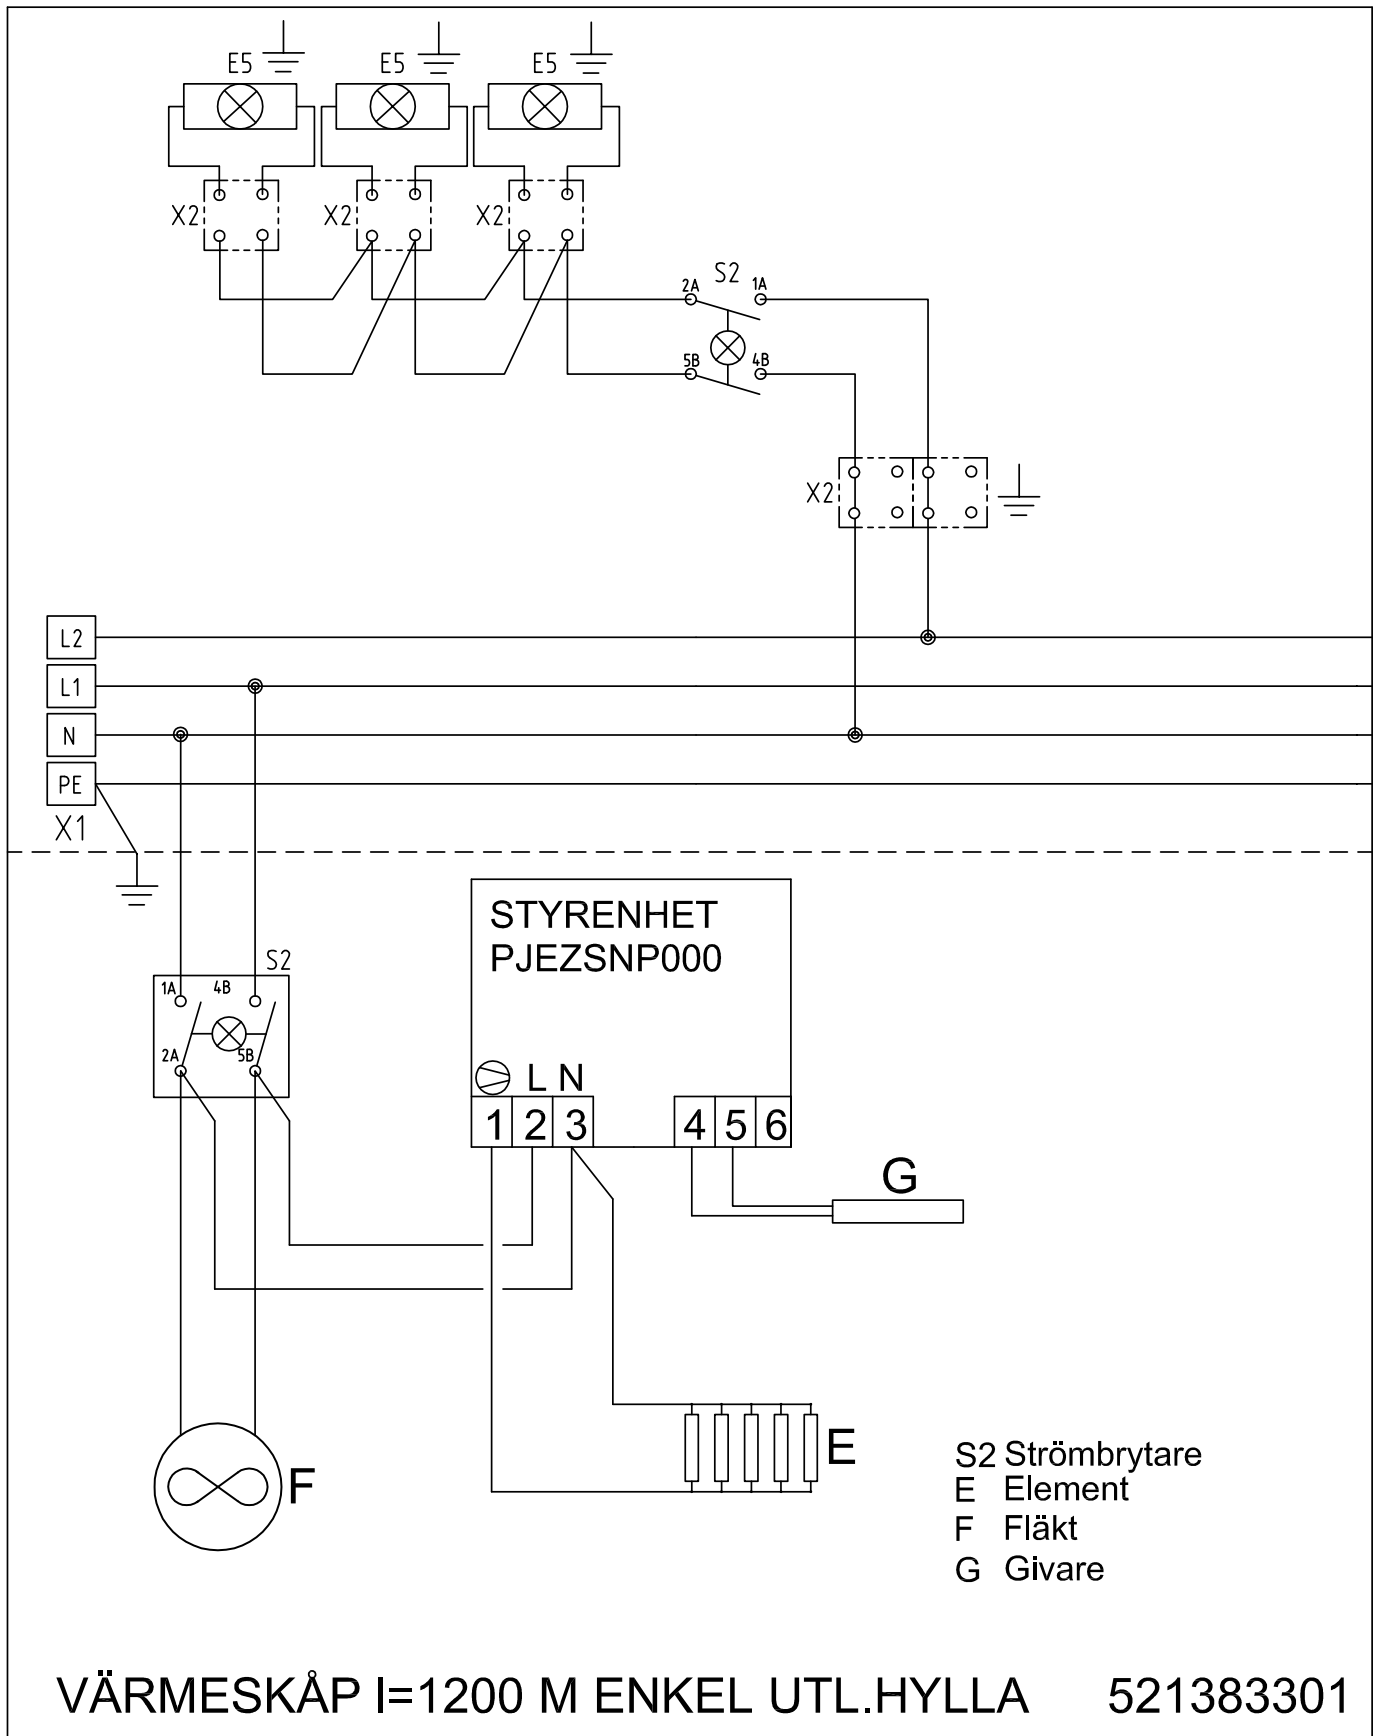 E5 E5 E5
X2 X2 X2
S2
2A 1A
5B 4B
X2
L2
L1
N
PE
X1
S2
1A 4B
2A 5B
STYRENHET
PJEZSNP000
L N
1 2 3 4 5 6
G
E
F
S2 Strömbrytare
E Element
F Fläkt
G Givare
VÄRMESKÅP l=1200 M ENKEL UTL.HYLLA 521383301